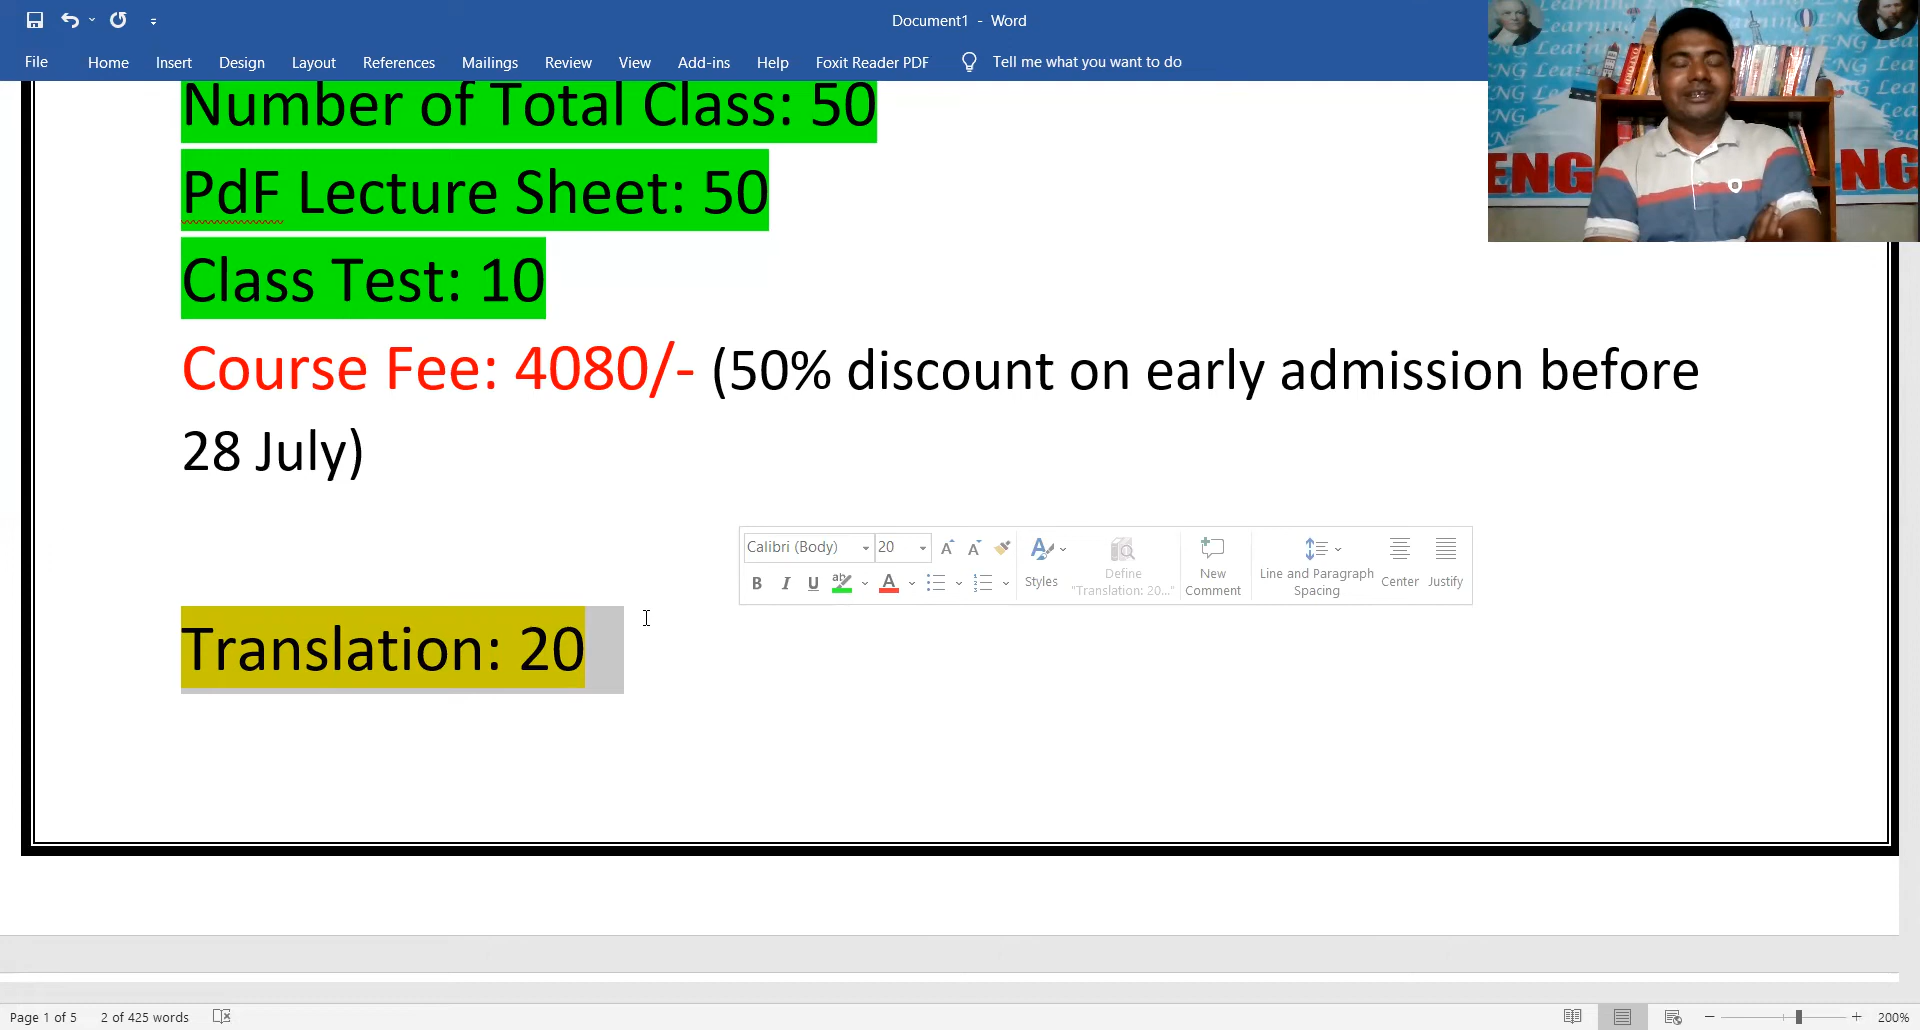 Document1 - Word
File Home Insert Design Layout References Mailings Review View Add-ins Help Foxit Reader PDF Tell me what you want to do
Number of Total Class: 50
PdF Lecture Sheet: 50
Class Test: 10
Course Fee: 4080/- (50% discount on early admission before
28 July)
Calibri (Body) 20
B I U
Styles
Define
"Translation: 20..."
New
Comment
Line and Paragraph
Spacing
Center
Justify
Translation: 20
ENG
NG
Page 1 of 5 2 of 425 words
200%